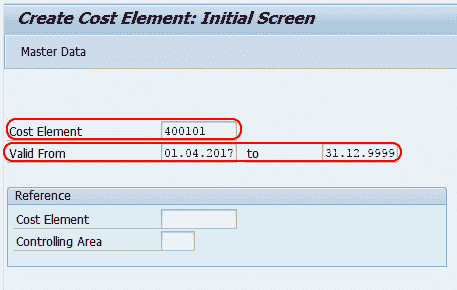 Create Cost Element: Initial Screen
Master Data
Cost Element 400101
Valid From 01.04.2017 to 31.12.9999
Reference
Cost Element
Controlling Area